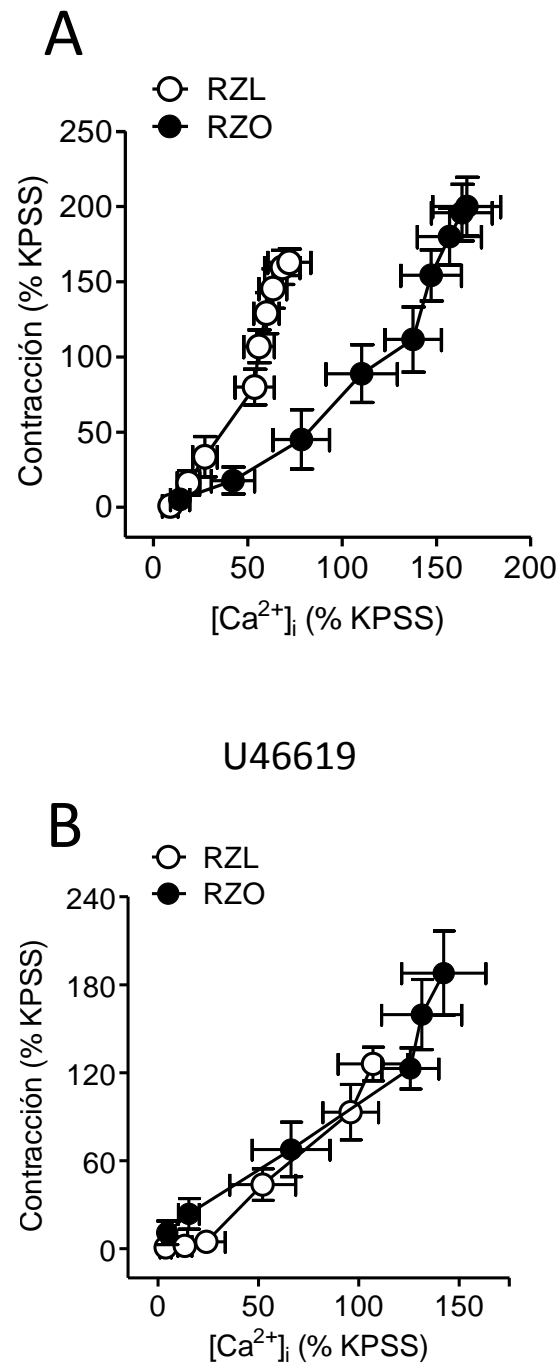 A
RZL
RZO
250
200
150
100
50
0
Contracción (% KPSS)
0 50 100 150 200
[Ca²⁺]ᵢ (% KPSS)
U46619
B
RZL
RZO
240
180
120
60
0
Contracción (% KPSS)
0 50 100 150
[Ca²⁺]ᵢ (% KPSS)